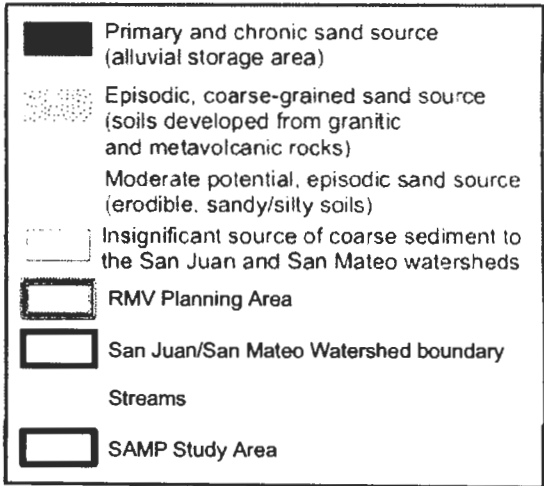 Primary and chronic sand source
(alluvial storage area)
Episodic, coarse-grained sand source
(soils developed from granitic
and metavolcanic rocks)
Moderate potential, episodic sand source
(erodible, sandy/silty soils)
Insignificant source of coarse sediment to
the San Juan and San Mateo watersheds
RMV Planning Area
San Juan/San Mateo Watershed boundary
Streams
SAMP Study Area